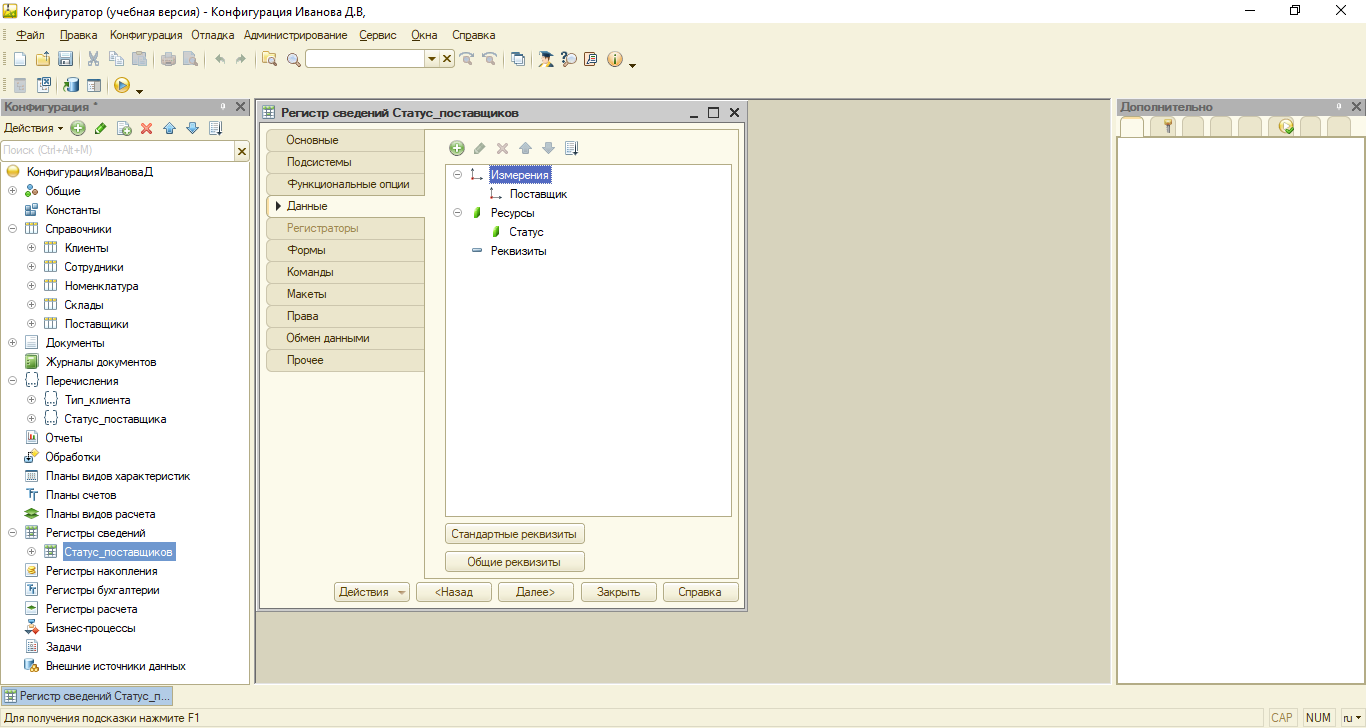 Конфигуратор (учебная версия) - Конфигурация Иванова Д.В,
Файл Правка Конфигурация Отладка Администрирование Сервис Окна Справка
Конфигурация *
Действия
Поиск (Ctrl+Alt+M)
КонфигурацияИвановаД
Общие
Константы
Справочники
Клиенты
Сотрудники
Номенклатура
Склады
Поставщики
Документы
Журналы документов
Перечисления
Тип_клиента
Статус_поставщика
Отчеты
Обработки
Планы видов характеристик
Планы счетов
Планы видов расчета
Регистры сведений
Статус_поставщиков
Регистры накопления
Регистры бухгалтерии
Регистры расчета
Бизнес-процессы
Задачи
Внешние источники данных
Регистр сведений Статус_поставщиков
Основные
Подсистемы
Функциональные опции
Данные
Регистраторы
Формы
Команды
Макеты
Права
Обмен данными
Прочее
Измерения
Поставщик
Ресурсы
Статус
Реквизиты
Стандартные реквизиты
Общие реквизиты
Действия <Назад Далее> Закрыть Справка
Дополнительно
Регистр сведений Статус_п...
Для получения подсказки нажмите F1
CAP NUM ru